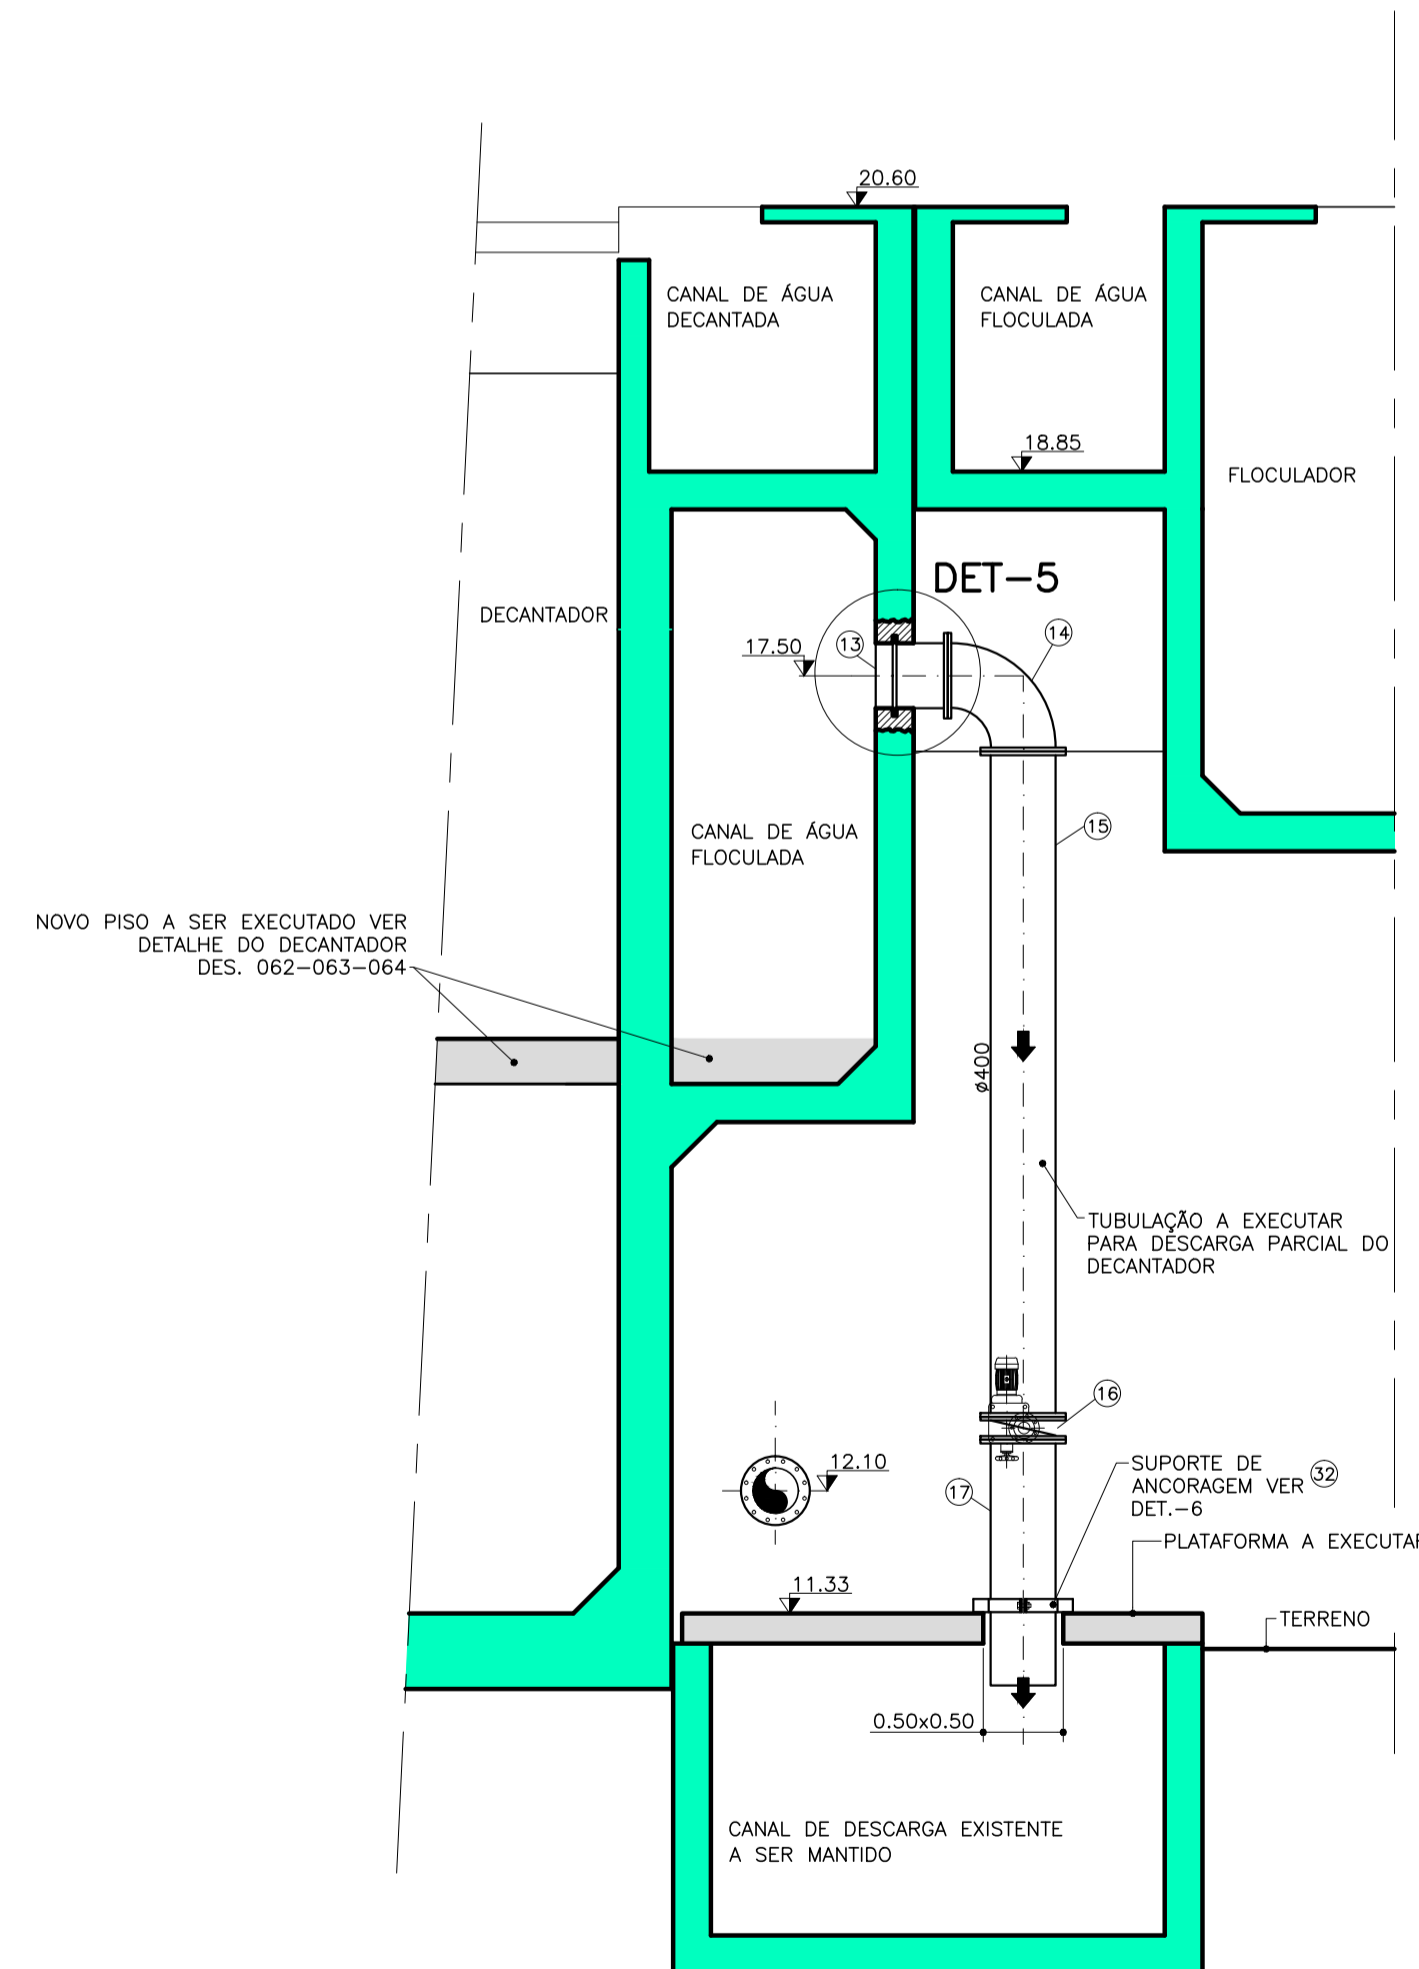 20.60
CANAL DE ÁGUA
DECANTADA
CANAL DE ÁGUA
FLOCULADA
18.85
FLOCULADOR
DET-5
DECANTADOR
17.50
13
14
15
CANAL DE ÁGUA
FLOCULADA
NOVO PISO A SER EXECUTADO VER
DETALHE DO DECANTADOR
DES. 062-063-064
ø400
TUBULAÇÃO A EXECUTAR
PARA DESCARGA PARCIAL DO
DECANTADOR
16
12.10
17
SUPORTE DE
ANCORAGEM VER
DET.-6
32
PLATAFORMA A EXECUTAR
11.33
TERRENO
0.50x0.50
CANAL DE DESCARGA EXISTENTE
A SER MANTIDO